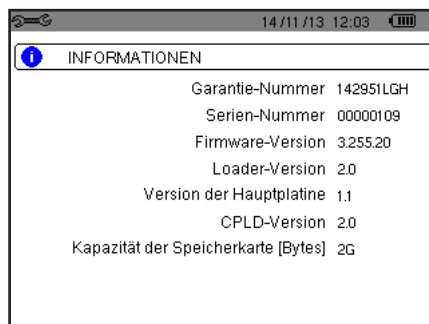 14/11/13 12:03
INFORMATIONEN
Garantie-Nummer 142951LGH
Serien-Nummer 00000109
Firmware-Version 3.255.20
Loader-Version 2.0
Version der Hauptplatine 1.1
CPLD-Version 2.0
Kapazität der Speicherkarte [Bytes] 2G